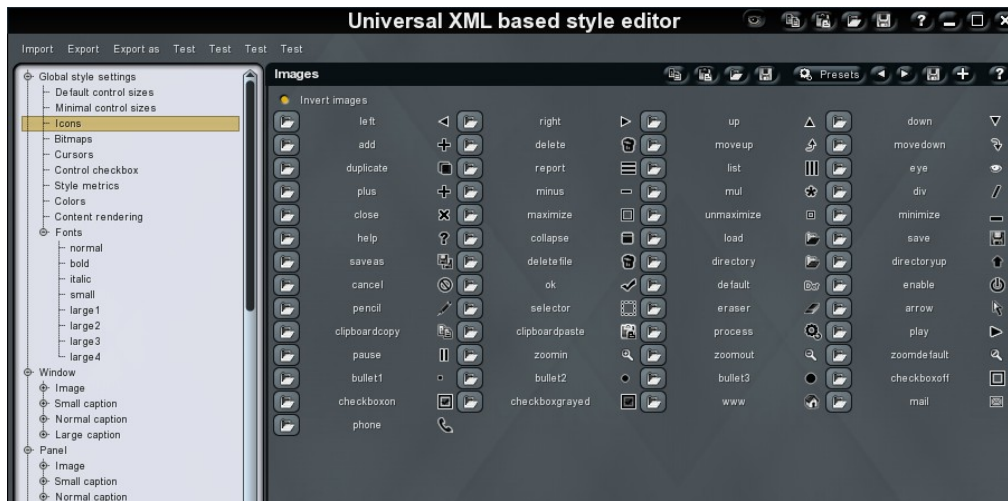 Universal XML based style editor
Import Export Export as Test Test Test Test
Global style settings
Default control sizes
Minimal control sizes
Icons
Bitmaps
Cursors
Control checkbox
Style metrics
Colors
Content rendering
Fonts
normal
bold
italic
small
large1
large2
large3
large4
Window
Image
Small caption
Normal caption
Large caption
Panel
Image
Small caption
Normal caption
Images Presets
Invert images
left right up down
add delete moveup movedown
duplicate report list eye
plus minus mul div
close maximize unmaximize minimize
help collapse load save
saveas deletefile directory directoryup
cancel ok default enable
pencil selector eraser arrow
clipboardcopy clipboardpaste process play
pause zoomin zoomout zoomdefault
bullet1 bullet2 bullet3 checkboxoff
checkboxon checkboxgrayed www mail
phone